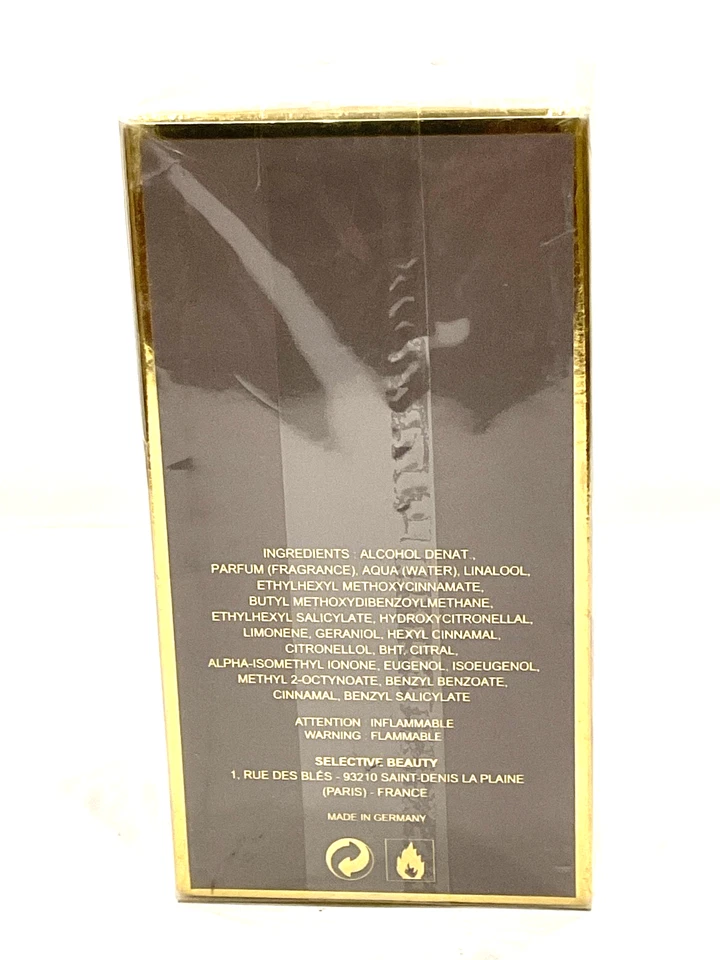 INGREDIENTS : ALCOHOL DENAT.,
PARFUM (FRAGRANCE), AQUA (WATER), LINALOOL,
ETHYLHEXYL METHOXYCINNAMATE,
BUTYL METHOXYDIBENZOYLMETHANE,
ETHYLHEXYL SALICYLATE, HYDROXYCITRONELLAL,
LIMONENE, GERANIOL, HEXYL CINNAMAL,
CITRONELLOL, BHT, CITRAL,
ALPHA-ISOMETHYL IONONE, EUGENOL, ISOEUGENOL,
METHYL 2-OCTYNOATE, BENZYL BENZOATE,
CINNAMAL, BENZYL SALICYLATE
ATTENTION : INFLAMMABLE
WARNING : FLAMMABLE
SELECTIVE BEAUTY
1, RUE DES BLÉS - 93210 SAINT-DENIS LA PLAINE
(PARIS) - FRANCE
MADE IN GERMANY